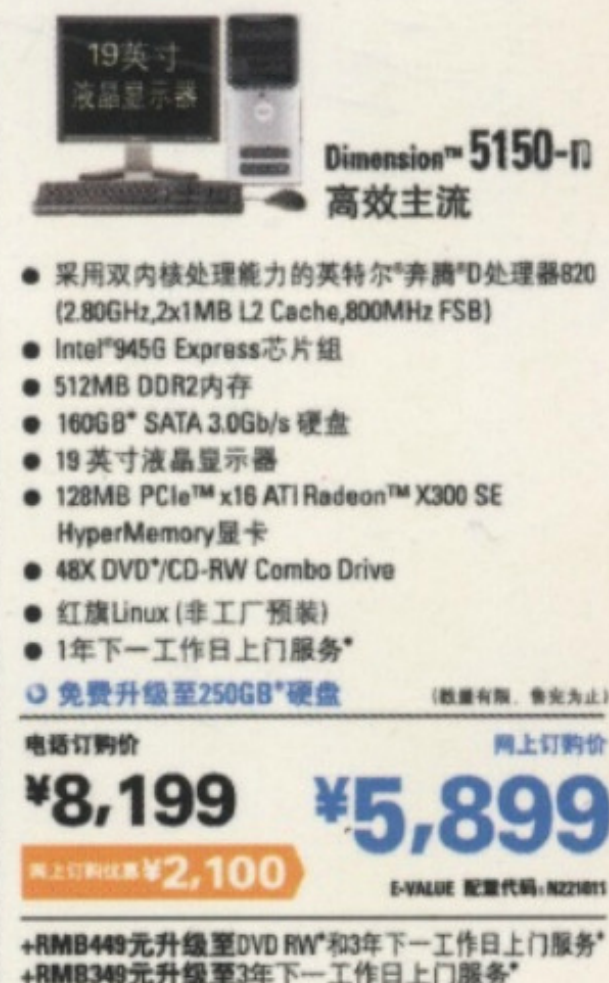 19英寸
液晶显示器
Dimension™ 5150-n
高效主流
● 采用双内核处理能力的英特尔®奔腾®D处理器820
(2.80GHz,2x1MB L2 Cache,800MHz FSB)
● Intel®945G Express芯片组
● 512MB DDR2内存
● 160GB* SATA 3.0Gb/s 硬盘
● 19 英寸液晶显示器
● 128MB PCIe™ x16 ATI Radeon™ X300 SE
HyperMemory显卡
● 48X DVD*/CD-RW Combo Drive
● 红旗Linux (非工厂预装)
● 1年下一工作日上门服务*
免费升级至250GB*硬盘 (数量有限，售完为止)
电话订购价 网上订购价
¥8,199 ¥5,899
网上订购优惠¥2,100
E-VALUE 配置代码: N221011
+RMB449元升级至DVD RW*和3年下一工作日上门服务*
+RMB349元升级至3年下一工作日上门服务*